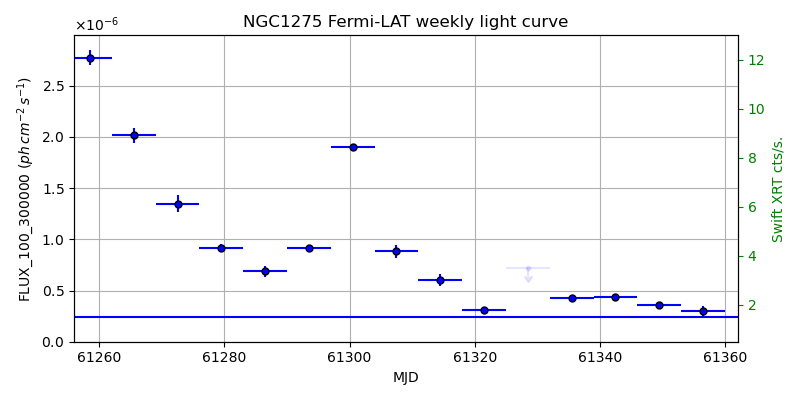 NGC1275 Fermi-LAT weekly light curve
×10⁻⁶
2.5
2.0
1.5
1.0
0.5
0.0
FLUX_100_300000 (ph cm⁻² s⁻¹)
12
10
8
6
4
2
Swift XRT cts/s.
61260 61280 61300 61320 61340 61360
MJD